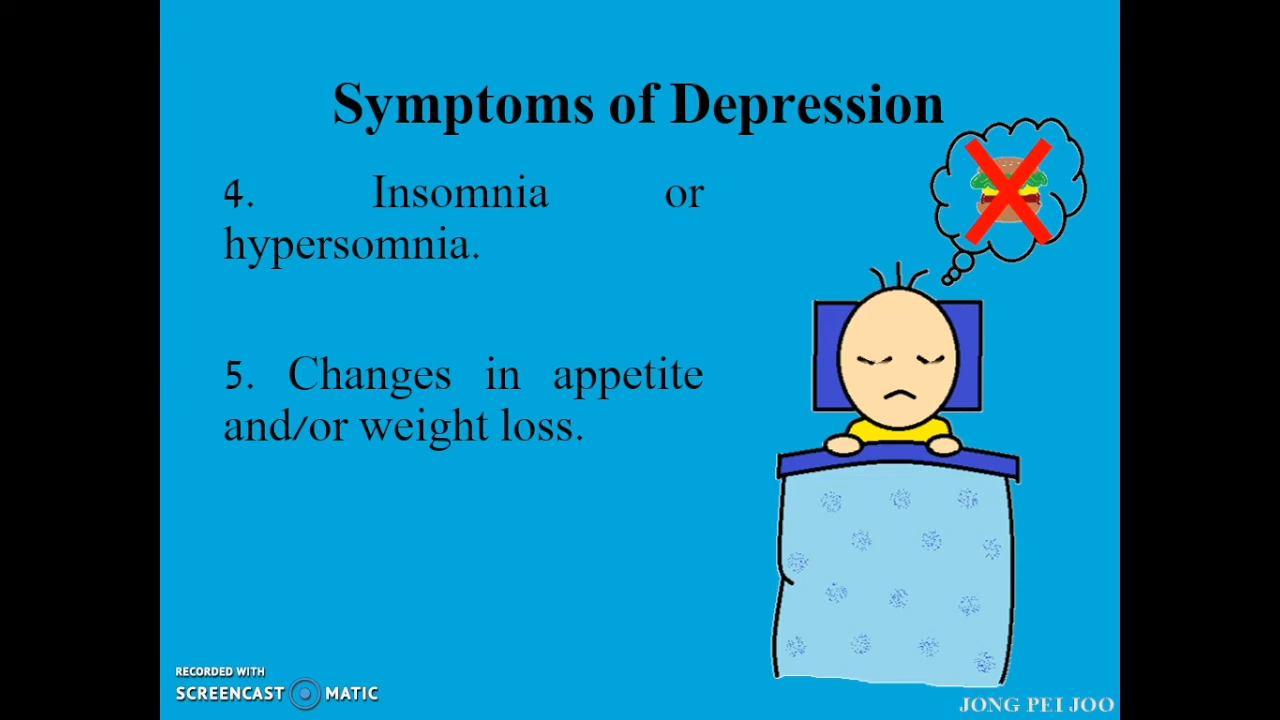 Symptoms of Depression
4. Insomnia or
hypersomnia.
5. Changes in appetite
and/or weight loss.
RECORDED WITH
SCREENCAST MATIC
JONG PEI JOO